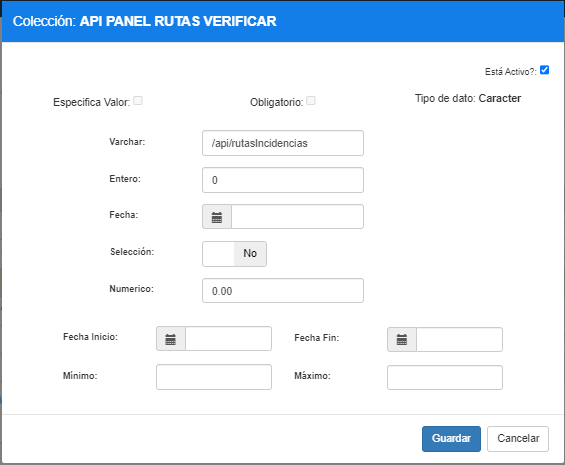 Colección: API PANEL RUTAS VERIFICAR
Está Activo?:
Especifica Valor:
Obligatorio:
Tipo de dato: Caracter
Varchar: /api/rutasIncidencias
Entero: 0
Fecha:
Selección: No
Numerico: 0.00
Fecha Inicio: Fecha Fin:
Mínimo: Máximo:
Guardar Cancelar